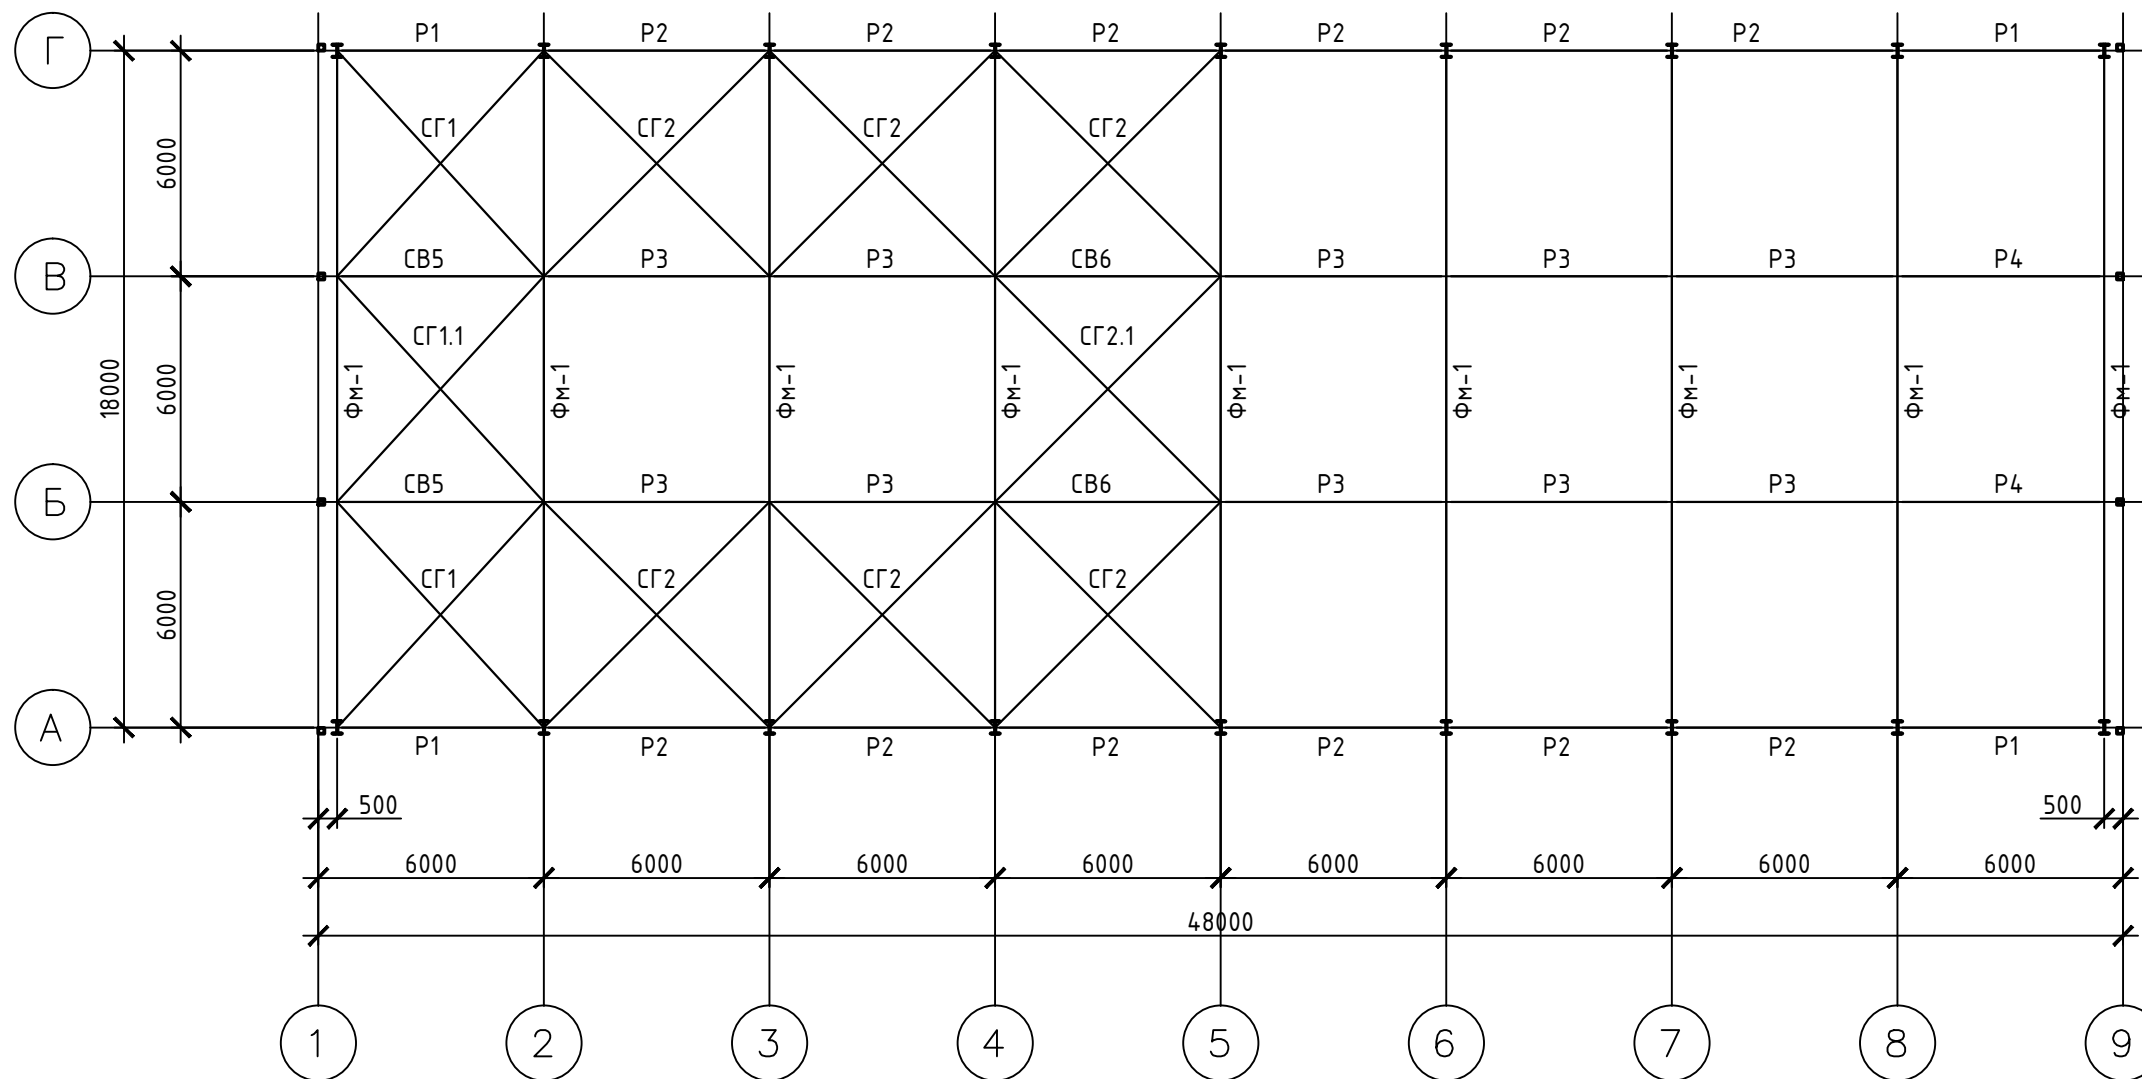 Г Р1 Р2 Р2 Р2 Р2 Р2 Р2 Р1
6000 СГ1 СГ2 СГ2 СГ2
В СВ5 Р3 Р3 СВ6 Р3 Р3 Р3 Р4
СГ1.1 СГ2.1
18000 6000 Фм-1 Фм-1 Фм-1 Фм-1 Фм-1 Фм-1 Фм-1 Фм-1 Фм-1
Б СВ5 Р3 Р3 СВ6 Р3 Р3 Р3 Р4
6000 СГ1 СГ2 СГ2 СГ2
А Р1 Р2 Р2 Р2 Р2 Р2 Р2 Р1
500 500
6000 6000 6000 6000 6000 6000 6000 6000
48000
1 2 3 4 5 6 7 8 9